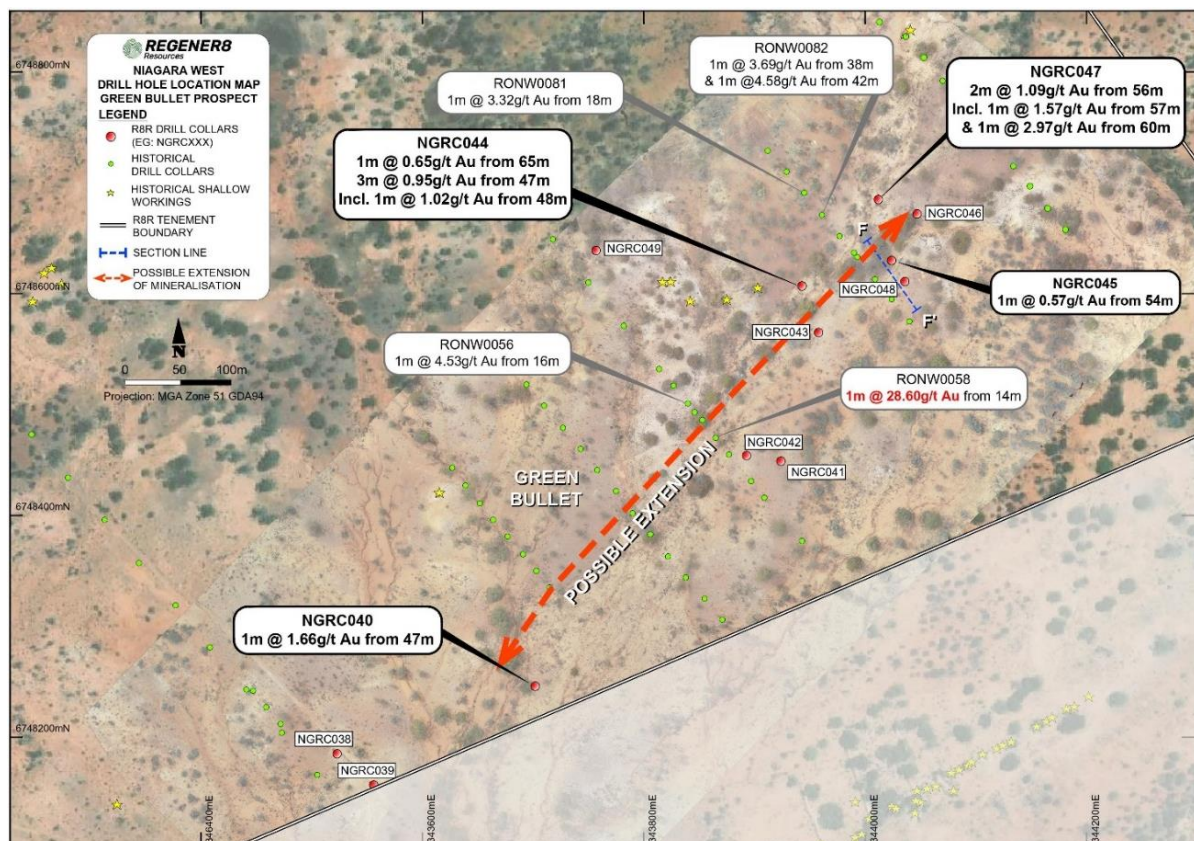 REGENER8
Resources
NIAGARA WEST
DRILL HOLE LOCATION MAP
GREEN BULLET PROSPECT
LEGEND
R8R DRILL COLLARS
(EG: NGRCXXX)
HISTORICAL
DRILL COLLARS
HISTORICAL SHALLOW
WORKINGS
R8R TENEMENT
BOUNDARY
SECTION LINE
POSSIBLE EXTENSION
OF MINERALISATION
N
0 50 100m
Projection: MGA Zone 51 GDA94
RONW0082
1m @ 3.69g/t Au from 38m
& 1m @4.58g/t Au from 42m
RONW0081
1m @ 3.32g/t Au from 18m
NGRC047
2m @ 1.09g/t Au from 56m
Incl. 1m @ 1.57g/t Au from 57m
& 1m @ 2.97g/t Au from 60m
NGRC044
1m @ 0.65g/t Au from 65m
3m @ 0.95g/t Au from 47m
Incl. 1m @ 1.02g/t Au from 48m
NGRC046
NGRC049
F
NGRC048
NGRC045
1m @ 0.57g/t Au from 54m
F'
NGRC043
RONW0056
1m @ 4.53g/t Au from 16m
RONW0058
1m @ 28.60g/t Au from 14m
NGRC042
NGRC041
GREEN
BULLET
POSSIBLE EXTENSION
NGRC040
1m @ 1.66g/t Au from 47m
NGRC038
NGRC039
6748800mN
6748600mN
6748400mN
6748200mN
346400mE
343600mE
343800mE
344000mE
344200mE